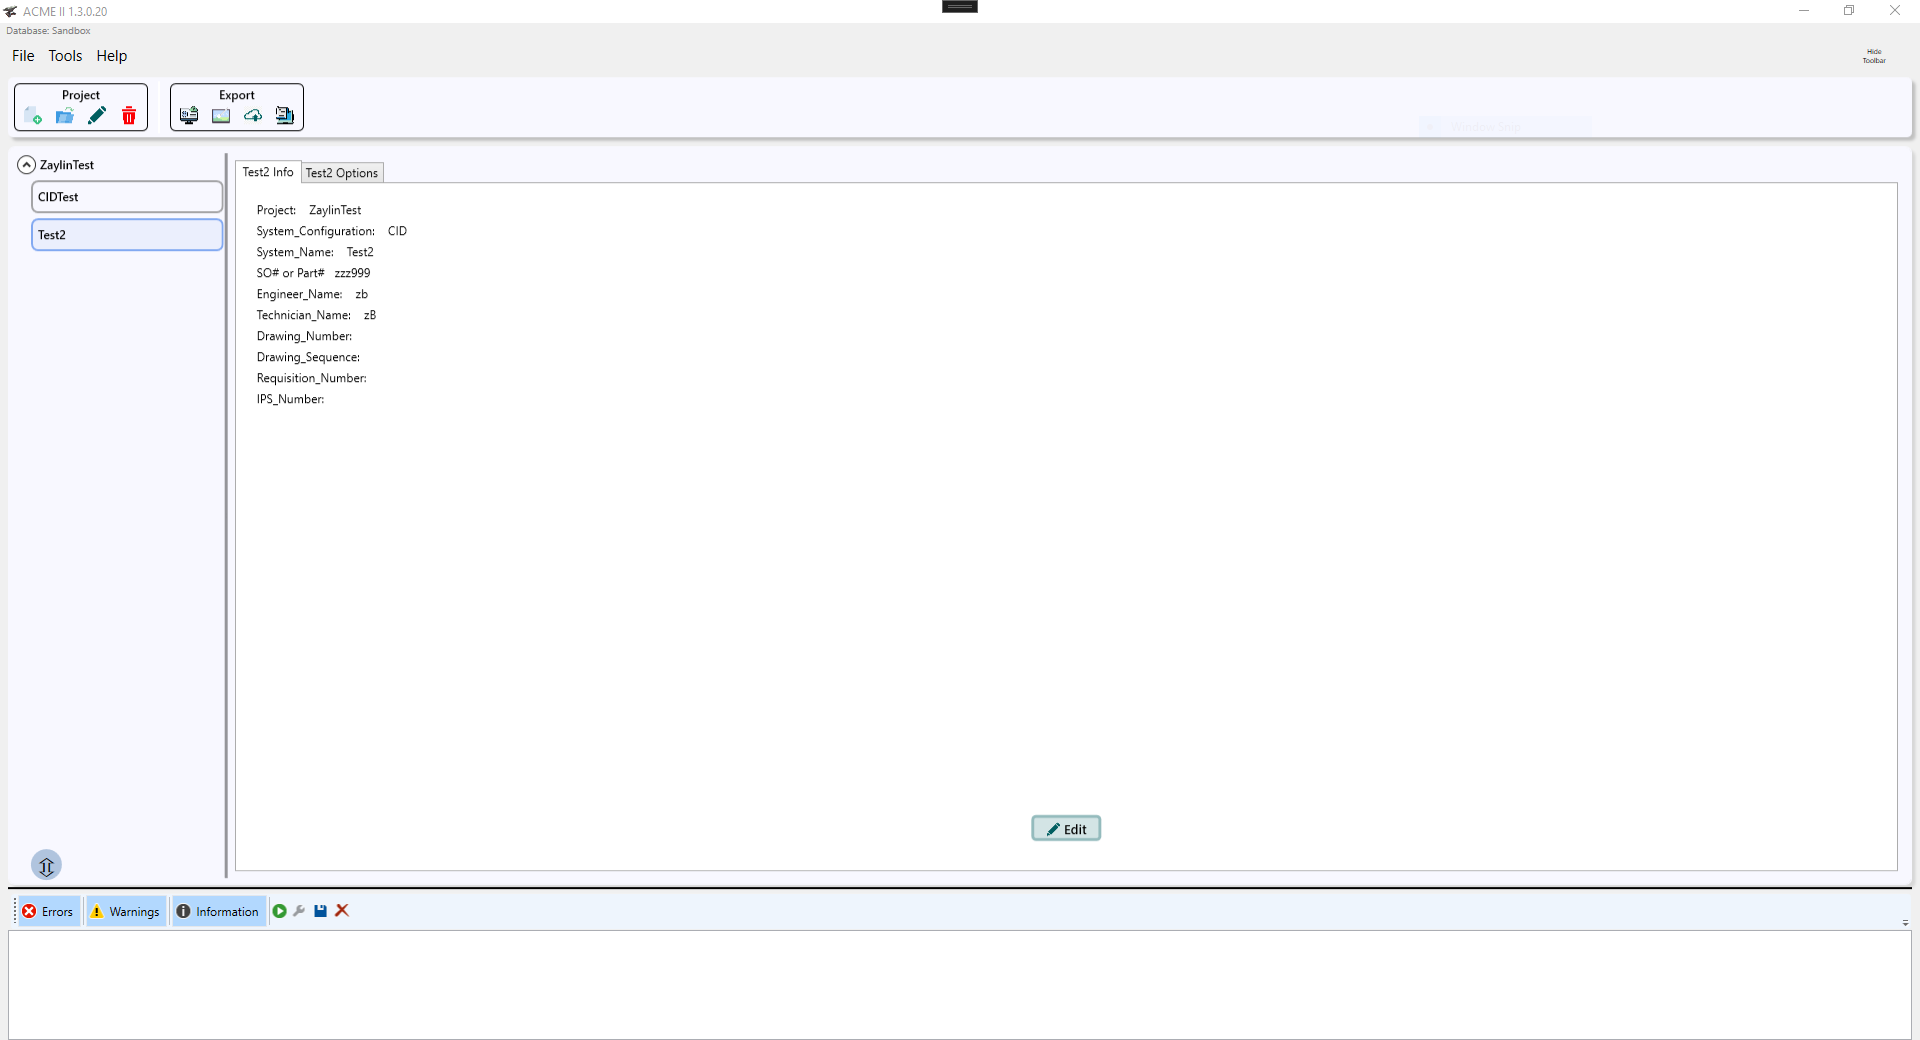 ACME II 1.3.0.20
Database: Sandbox
File Tools Help
Hide
Toolbar
Project
Export
ZaylinTest
CIDTest
Test2
Test2 Info
Test2 Options
Project: ZaylinTest
System_Configuration: CID
System_Name: Test2
SO# or Part# zzz999
Engineer_Name: zb
Technician_Name: zB
Drawing_Number:
Drawing_Sequence:
Requisition_Number:
IPS_Number:
Edit
Errors
Warnings
Information